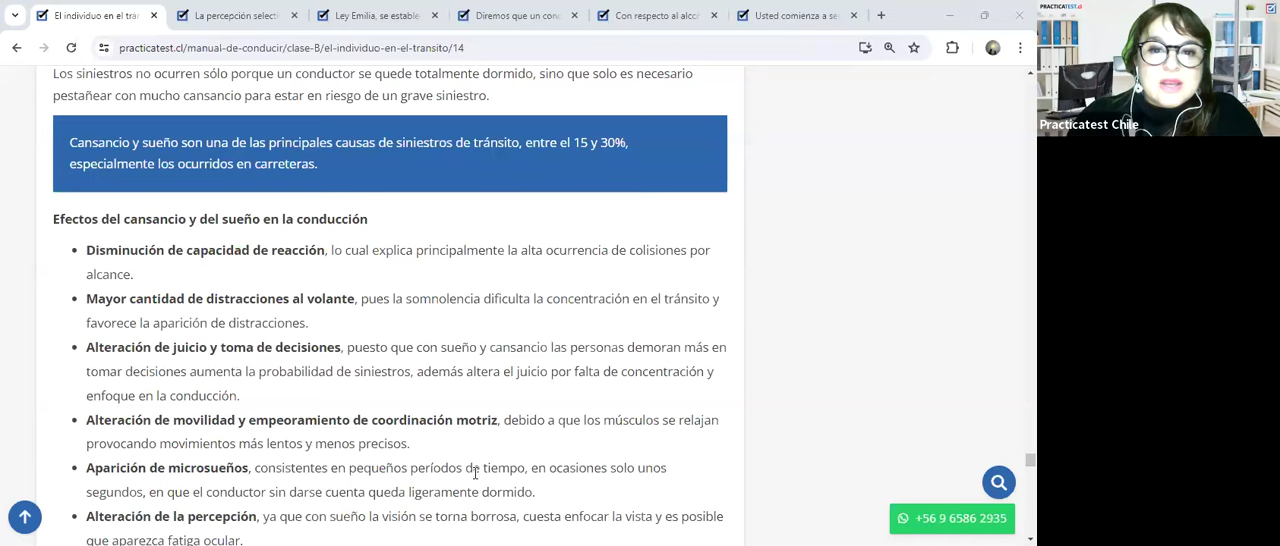 El individuo en el trans
La percepción selecti
Ley Emilia, se estable
Diremos que un con
Con respecto al alcoh
Usted comienza a se
practicatest.cl/manual-de-conducir/clase-B/el-individuo-en-el-transito/14
PRACTICATEST.cl
Practicatest Chile
Los siniestros no ocurren sólo porque un conductor se quede totalmente dormido, sino que solo es necesario
pestañear con mucho cansancio para estar en riesgo de un grave siniestro.
Cansancio y sueño son una de las principales causas de siniestros de tránsito, entre el 15 y 30%,
especialmente los ocurridos en carreteras.
Efectos del cansancio y del sueño en la conducción
• Disminución de capacidad de reacción, lo cual explica principalmente la alta ocurrencia de colisiones por
alcance.
• Mayor cantidad de distracciones al volante, pues la somnolencia dificulta la concentración en el tránsito y
favorece la aparición de distracciones.
• Alteración de juicio y toma de decisiones, puesto que con sueño y cansancio las personas demoran más en
tomar decisiones aumenta la probabilidad de siniestros, además altera el juicio por falta de concentración y
enfoque en la conducción.
• Alteración de movilidad y empeoramiento de coordinación motriz, debido a que los músculos se relajan
provocando movimientos más lentos y menos precisos.
• Aparición de microsueños, consistentes en pequeños períodos de tiempo, en ocasiones solo unos
segundos, en que el conductor sin darse cuenta queda ligeramente dormido.
• Alteración de la percepción, ya que con sueño la visión se torna borrosa, cuesta enfocar la vista y es posible
que aparezca fatiga ocular.
+56 9 6586 2935